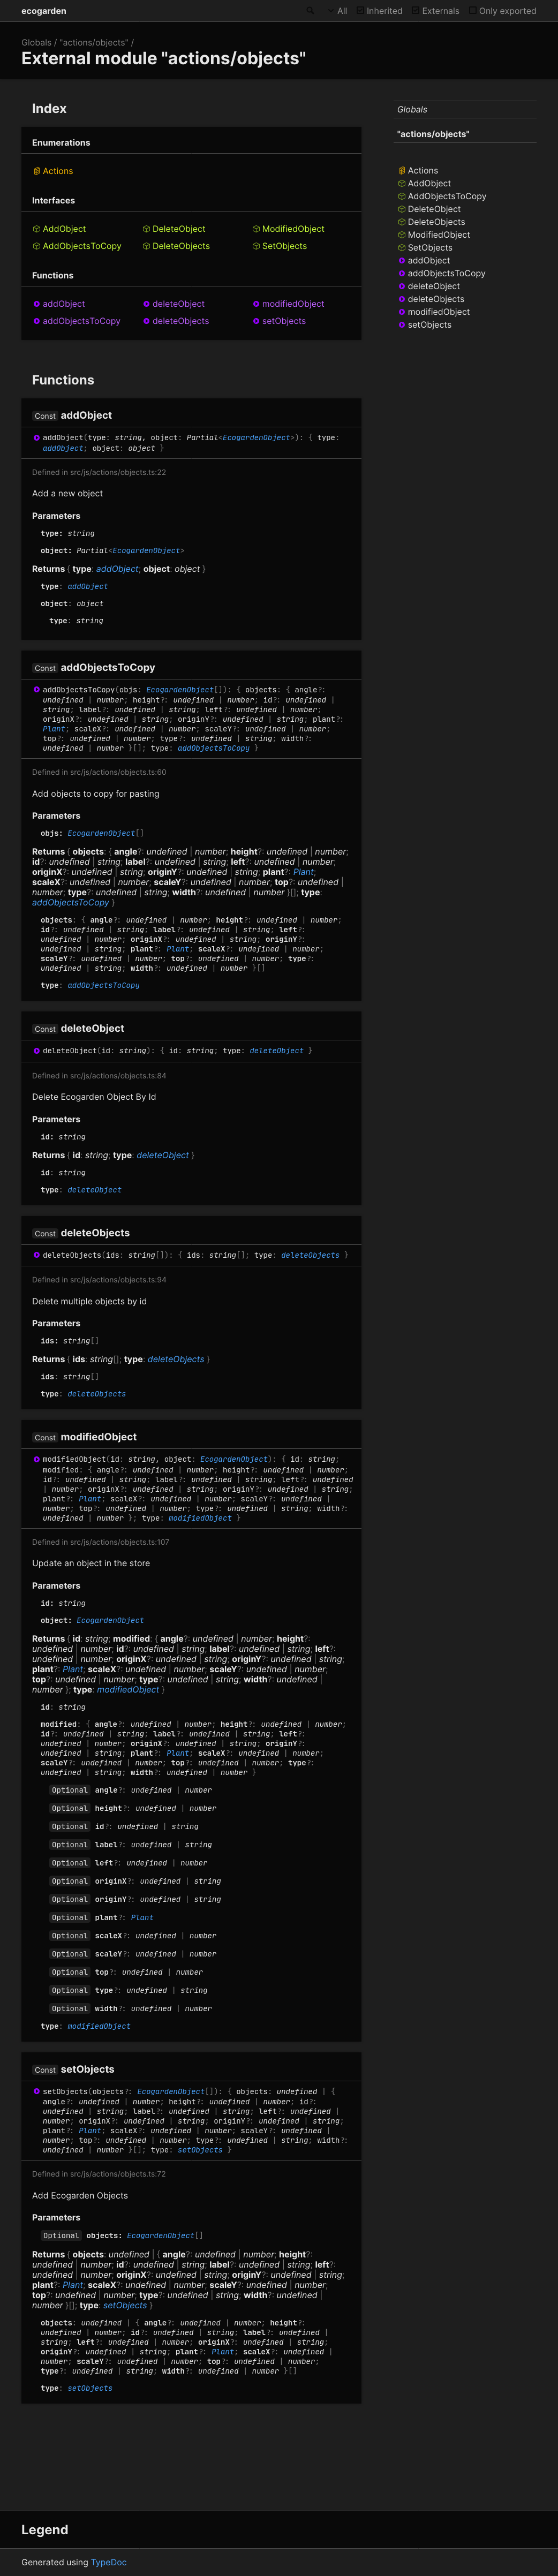 ecogarden
All Inherited Externals Only exported
Globals / "actions/objects" /
External module "actions/objects"
Index
Enumerations
Actions
Interfaces
AddObject DeleteObject ModifiedObject
AddObjectsToCopy DeleteObjects SetObjects
Functions
addObject deleteObject modifiedObject
addObjectsToCopy deleteObjects setObjects
Globals
"actions/objects"
Actions
AddObject
AddObjectsToCopy
DeleteObject
DeleteObjects
ModifiedObject
SetObjects
addObject
addObjectsToCopy
deleteObject
deleteObjects
modifiedObject
setObjects
Functions
Const addObject
addObject(type: string, object: Partial<EcogardenObject>): { type:
addObject; object: object }
Defined in src/js/actions/objects.ts:22
Add a new object
Parameters
type: string
object: Partial<EcogardenObject>
Returns { type: addObject; object: object }
type: addObject
object: object
type: string
Const addObjectsToCopy
addObjectsToCopy(objs: EcogardenObject[]): { objects: { angle?:
undefined | number; height?: undefined | number; id?: undefined |
string; label?: undefined | string; left?: undefined | number;
originX?: undefined | string; originY?: undefined | string; plant?:
Plant; scaleX?: undefined | number; scaleY?: undefined | number;
top?: undefined | number; type?: undefined | string; width?:
undefined | number }[]; type: addObjectsToCopy }
Defined in src/js/actions/objects.ts:60
Add objects to copy for pasting
Parameters
objs: EcogardenObject[]
Returns { objects: { angle?: undefined | number; height?: undefined | number;
id?: undefined | string; label?: undefined | string; left?: undefined | number;
originX?: undefined | string; originY?: undefined | string; plant?: Plant;
scaleX?: undefined | number; scaleY?: undefined | number; top?: undefined |
number; type?: undefined | string; width?: undefined | number }[]; type:
addObjectsToCopy }
objects: { angle?: undefined | number; height?: undefined | number;
id?: undefined | string; label?: undefined | string; left?:
undefined | number; originX?: undefined | string; originY?:
undefined | string; plant?: Plant; scaleX?: undefined | number;
scaleY?: undefined | number; top?: undefined | number; type?:
undefined | string; width?: undefined | number }[]
type: addObjectsToCopy
Const deleteObject
deleteObject(id: string): { id: string; type: deleteObject }
Defined in src/js/actions/objects.ts:84
Delete Ecogarden Object By Id
Parameters
id: string
Returns { id: string; type: deleteObject }
id: string
type: deleteObject
Const deleteObjects
deleteObjects(ids: string[]): { ids: string[]; type: deleteObjects }
Defined in src/js/actions/objects.ts:94
Delete multiple objects by id
Parameters
ids: string[]
Returns { ids: string[]; type: deleteObjects }
ids: string[]
type: deleteObjects
Const modifiedObject
modifiedObject(id: string, object: EcogardenObject): { id: string;
modified: { angle?: undefined | number; height?: undefined | number;
id?: undefined | string; label?: undefined | string; left?: undefined
| number; originX?: undefined | string; originY?: undefined | string;
plant?: Plant; scaleX?: undefined | number; scaleY?: undefined |
number; top?: undefined | number; type?: undefined | string; width?:
undefined | number }; type: modifiedObject }
Defined in src/js/actions/objects.ts:107
Update an object in the store
Parameters
id: string
object: EcogardenObject
Returns { id: string; modified: { angle?: undefined | number; height?:
undefined | number; id?: undefined | string; label?: undefined | string; left?:
undefined | number; originX?: undefined | string; originY?: undefined | string;
plant?: Plant; scaleX?: undefined | number; scaleY?: undefined | number;
top?: undefined | number; type?: undefined | string; width?: undefined |
number }; type: modifiedObject }
id: string
modified: { angle?: undefined | number; height?: undefined | number;
id?: undefined | string; label?: undefined | string; left?:
undefined | number; originX?: undefined | string; originY?:
undefined | string; plant?: Plant; scaleX?: undefined | number;
scaleY?: undefined | number; top?: undefined | number; type?:
undefined | string; width?: undefined | number }
Optional angle?: undefined | number
Optional height?: undefined | number
Optional id?: undefined | string
Optional label?: undefined | string
Optional left?: undefined | number
Optional originX?: undefined | string
Optional originY?: undefined | string
Optional plant?: Plant
Optional scaleX?: undefined | number
Optional scaleY?: undefined | number
Optional top?: undefined | number
Optional type?: undefined | string
Optional width?: undefined | number
type: modifiedObject
Const setObjects
setObjects(objects?: EcogardenObject[]): { objects: undefined | {
angle?: undefined | number; height?: undefined | number; id?:
undefined | string; label?: undefined | string; left?: undefined |
number; originX?: undefined | string; originY?: undefined | string;
plant?: Plant; scaleX?: undefined | number; scaleY?: undefined |
number; top?: undefined | number; type?: undefined | string; width?:
undefined | number }[]; type: setObjects }
Defined in src/js/actions/objects.ts:72
Add Ecogarden Objects
Parameters
Optional objects: EcogardenObject[]
Returns { objects: undefined | { angle?: undefined | number; height?:
undefined | number; id?: undefined | string; label?: undefined | string; left?:
undefined | number; originX?: undefined | string; originY?: undefined | string;
plant?: Plant; scaleX?: undefined | number; scaleY?: undefined | number;
top?: undefined | number; type?: undefined | string; width?: undefined |
number }[]; type: setObjects }
objects: undefined | { angle?: undefined | number; height?:
undefined | number; id?: undefined | string; label?: undefined |
string; left?: undefined | number; originX?: undefined | string;
originY?: undefined | string; plant?: Plant; scaleX?: undefined |
number; scaleY?: undefined | number; top?: undefined | number;
type?: undefined | string; width?: undefined | number }[]
type: setObjects
Legend
Generated using TypeDoc